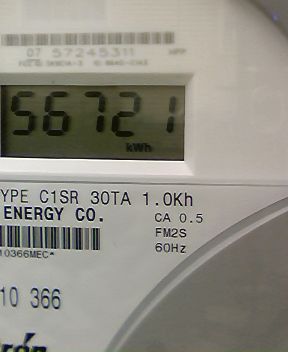 07 57245311
56721
kWh
YPE C1SR 30TA 1.0Kh
ENERGY CO.
CA 0.5
FM2S
60Hz
10366MEC*
10 366
rón